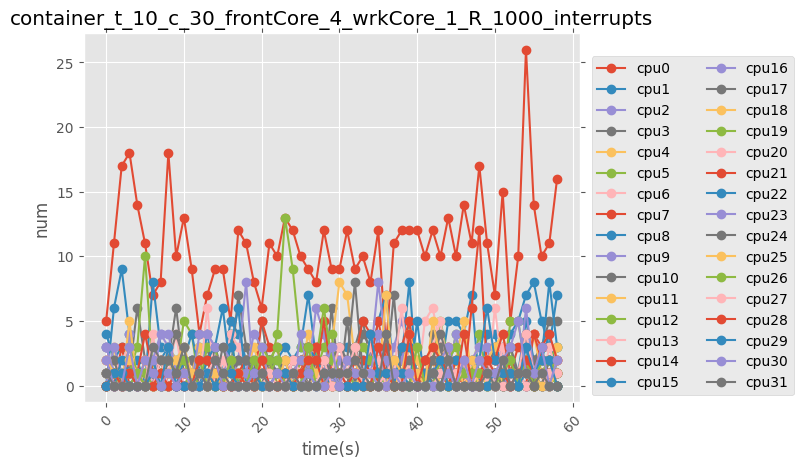 container_t_10_c_30_frontCore_4_wrkCore_1_R_1000_interrupts
num
25
20
15
10
5
0
0
10
20
30
40
50
60
time(s)
cpu0
cpu1
cpu2
cpu3
cpu4
cpu5
cpu6
cpu7
cpu8
cpu9
cpu10
cpu11
cpu12
cpu13
cpu14
cpu15
cpu16
cpu17
cpu18
cpu19
cpu20
cpu21
cpu22
cpu23
cpu24
cpu25
cpu26
cpu27
cpu28
cpu29
cpu30
cpu31